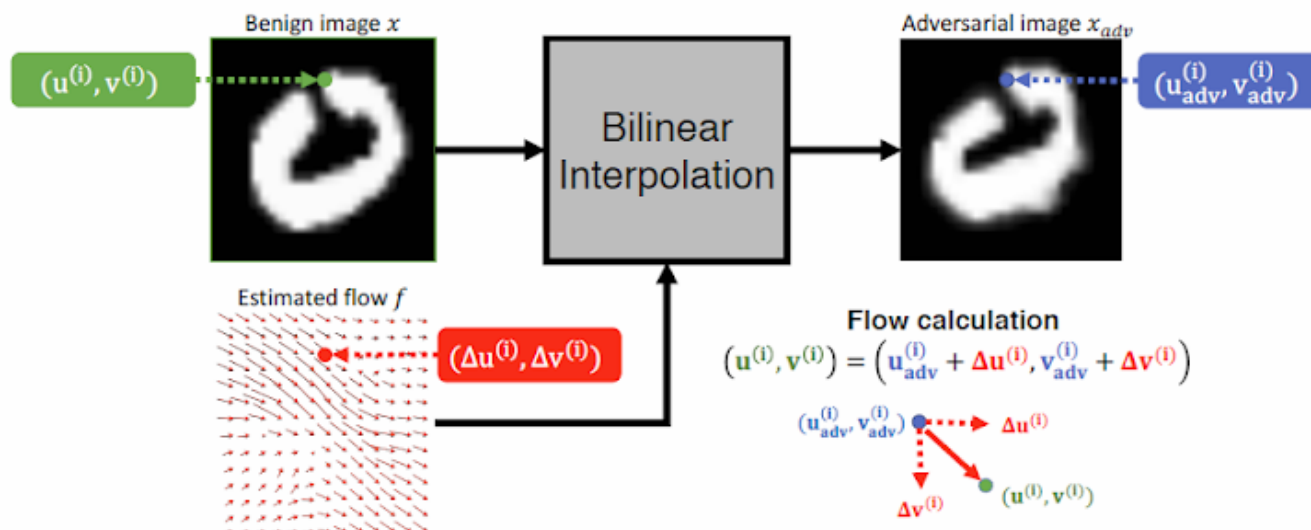 Benign image x
Adversarial image x_adv
(u^(i), v^(i))
(u_adv^(i), v_adv^(i))
Bilinear
Interpolation
Estimated flow f
(Δu^(i), Δv^(i))
Flow calculation
(u^(i), v^(i)) = (u_adv^(i) + Δu^(i), v_adv^(i) + Δv^(i))
(u_adv^(i), v_adv^(i))
Δu^(i)
Δv^(i)
(u^(i), v^(i))